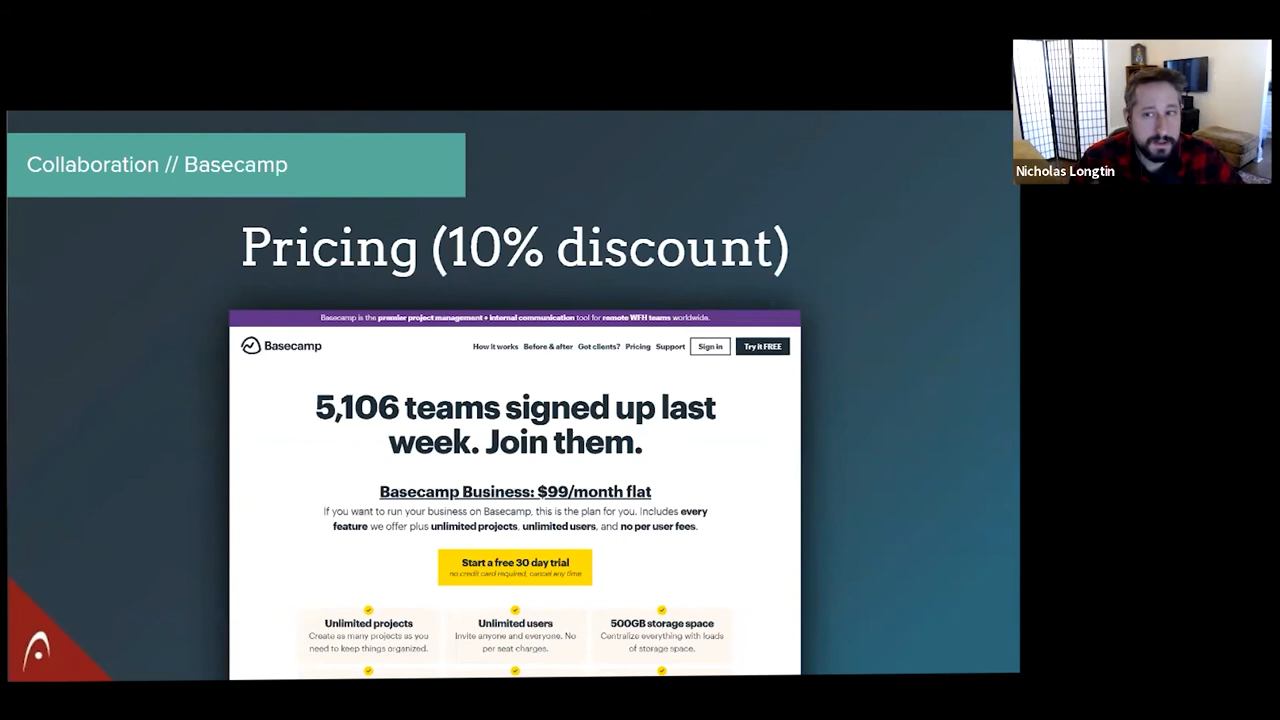 Collaboration // Basecamp
Nicholas Longtin
Pricing (10% discount)
Basecamp is the premier project management + internal communication tool for remote WFH teams worldwide.
Basecamp
How it works Before & after Got clients? Pricing Support Sign in Try it FREE
5,106 teams signed up last
week. Join them.
Basecamp Business: $99/month flat
If you want to run your business on Basecamp, this is the plan for you. Includes every
feature we offer plus unlimited projects, unlimited users, and no per user fees.
Start a free 30 day trial
no credit card required, cancel any time
Unlimited projects
Create as many projects as you
need to keep things organized.
Unlimited users
Invite anyone and everyone. No
per seat charges.
500GB storage space
Centralize everything with loads
of storage space.